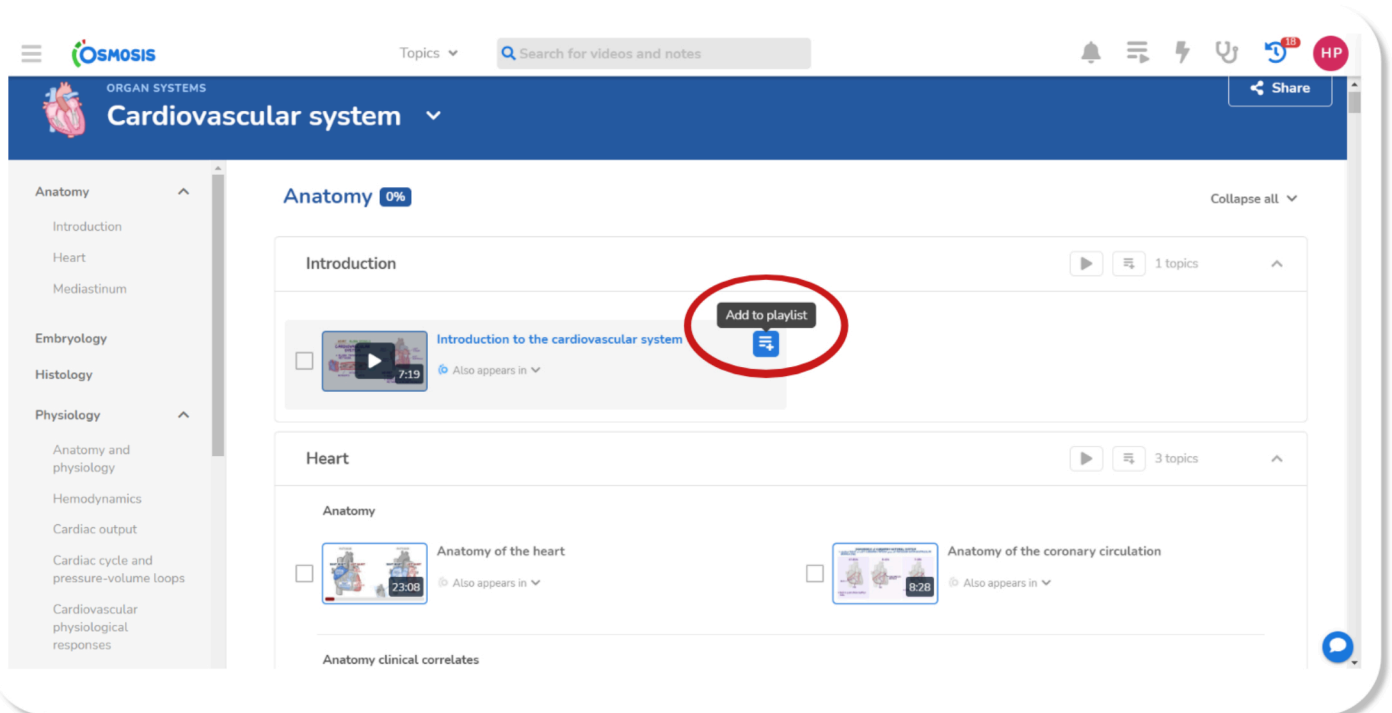 OSMOSIS
Topics
Search for videos and notes
18
HP
ORGAN SYSTEMS
Cardiovascular system
Share
Anatomy
Introduction
Heart
Mediastinum
Embryology
Histology
Physiology
Anatomy and
physiology
Hemodynamics
Cardiac output
Cardiac cycle and
pressure-volume loops
Cardiovascular
physiological
responses
Anatomy 0%
Collapse all
Introduction
1 topics
Add to playlist
Introduction to the cardiovascular system
7:19
Also appears in
Heart
3 topics
Anatomy
Anatomy of the heart
23:08
Also appears in
Anatomy of the coronary circulation
8:28
Also appears in
Anatomy clinical correlates